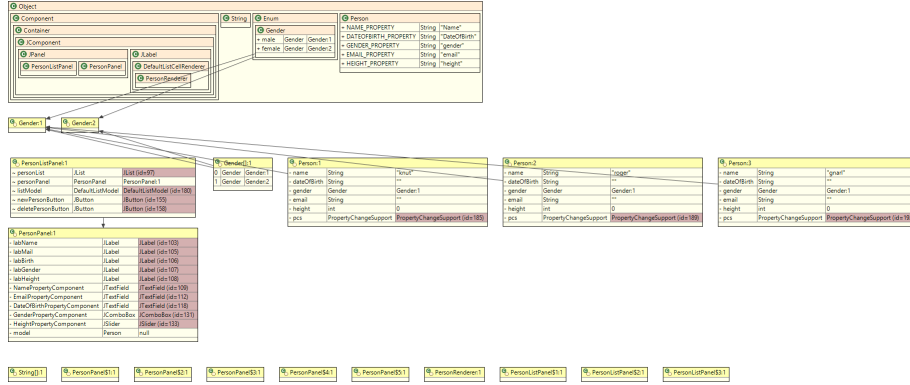 Object
Component
Container
JComponent
JPanel
PersonListPanel
PersonPanel
JLabel
DefaultListCellRenderer
PersonRenderer
String
Enum
Gender
+ male Gender Gender:1
+ female Gender Gender:2
Person
+ NAME_PROPERTY String "Name"
+ DATEOFBIRTH_PROPERTY String "DateOfBirth"
+ GENDER_PROPERTY String "gender"
+ EMAIL_PROPERTY String "email"
+ HEIGHT_PROPERTY String "height"
Gender:1
Gender:2
PersonListPanel:1
~ personList JList JList (id=97)
~ personPanel PersonPanel PersonPanel:1
~ listModel DefaultListModel DefaultListModel (id=180)
~ newPersonButton JButton JButton (id=155)
~ deletePersonButton JButton JButton (id=158)
Gender[]:1
0 Gender Gender:1
1 Gender Gender:2
Person:1
- name String "knut"
- dateOfBirth String ""
- gender Gender Gender:1
- email String ""
- height int 0
- pcs PropertyChangeSupport PropertyChangeSupport (id=185)
Person:2
- name String "roger"
- dateOfBirth String ""
- gender Gender Gender:1
- email String ""
- height int 0
- pcs PropertyChangeSupport PropertyChangeSupport (id=189)
Person:3
- name String "gnarl"
- dateOfBirth String ""
- gender Gender Gender:1
- email String ""
- height int 0
- pcs PropertyChangeSupport PropertyChangeSupport
PersonPanel:1
- labName JLabel JLabel (id=103)
- labMail JLabel JLabel (id=105)
- labBirth JLabel JLabel (id=106)
- labGender JLabel JLabel (id=107)
- labHeight JLabel JLabel (id=108)
- NamePropertyComponent JTextField JTextField (id=109)
- EmailPropertyComponent JTextField JTextField (id=112)
- DateOfBirthPropertyComponent JTextField JTextField (id=118)
- GenderPropertyComponent JComboBox JComboBox (id=131)
- HeightPropertyComponent JSlider JSlider (id=133)
- model Person null
String[]:1
PersonPanel$1:1
PersonPanel$2:1
PersonPanel$3:1
PersonPanel$4:1
PersonPanel$5:1
PersonRenderer:1
PersonListPanel$1:1
PersonListPanel$2:1
PersonListPanel$3:1